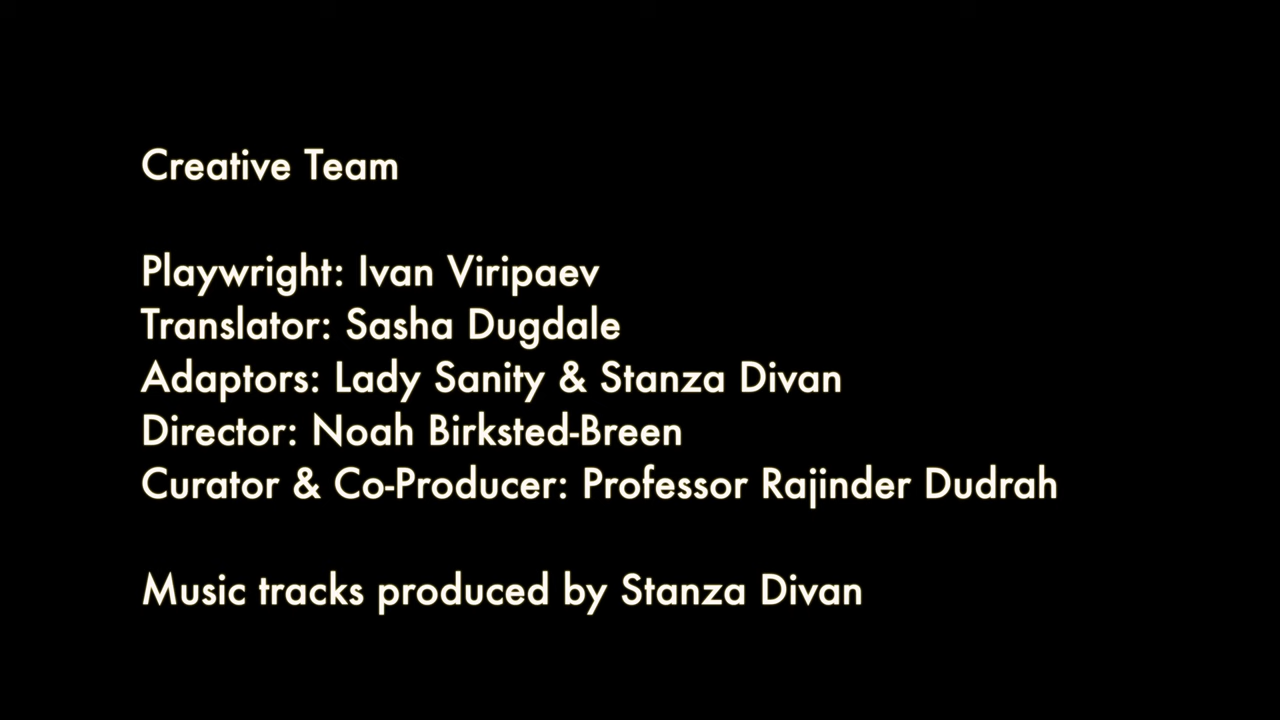 Creative Team
Playwright: Ivan Viripaev
Translator: Sasha Dugdale
Adaptors: Lady Sanity & Stanza Divan
Director: Noah Birksted-Breen
Curator & Co-Producer: Professor Rajinder Dudrah
Music tracks produced by Stanza Divan